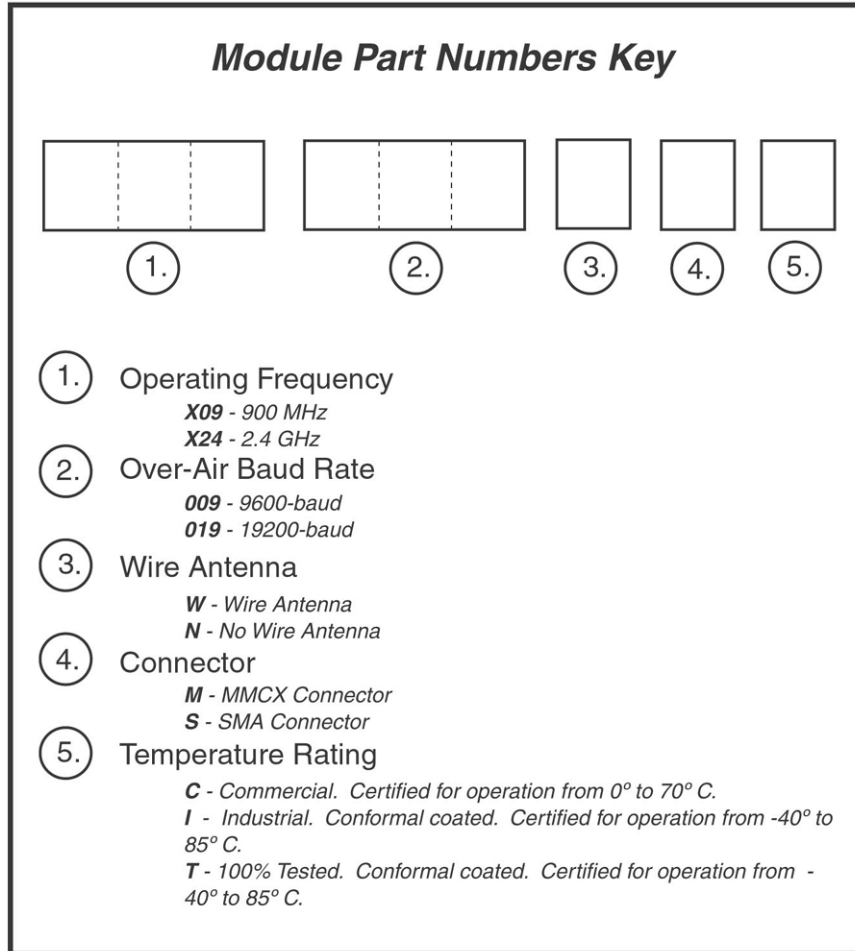 Module Part Numbers Key
1. 2. 3. 4. 5.
1. Operating Frequency
X09 - 900 MHz
X24 - 2.4 GHz
2. Over-Air Baud Rate
009 - 9600-baud
019 - 19200-baud
3. Wire Antenna
W - Wire Antenna
N - No Wire Antenna
4. Connector
M - MMCX Connector
S - SMA Connector
5. Temperature Rating
C - Commercial. Certified for operation from 0º to 70º C.
I - Industrial. Conformal coated. Certified for operation from -40º to
85º C.
T - 100% Tested. Conformal coated. Certified for operation from -
40º to 85º C.